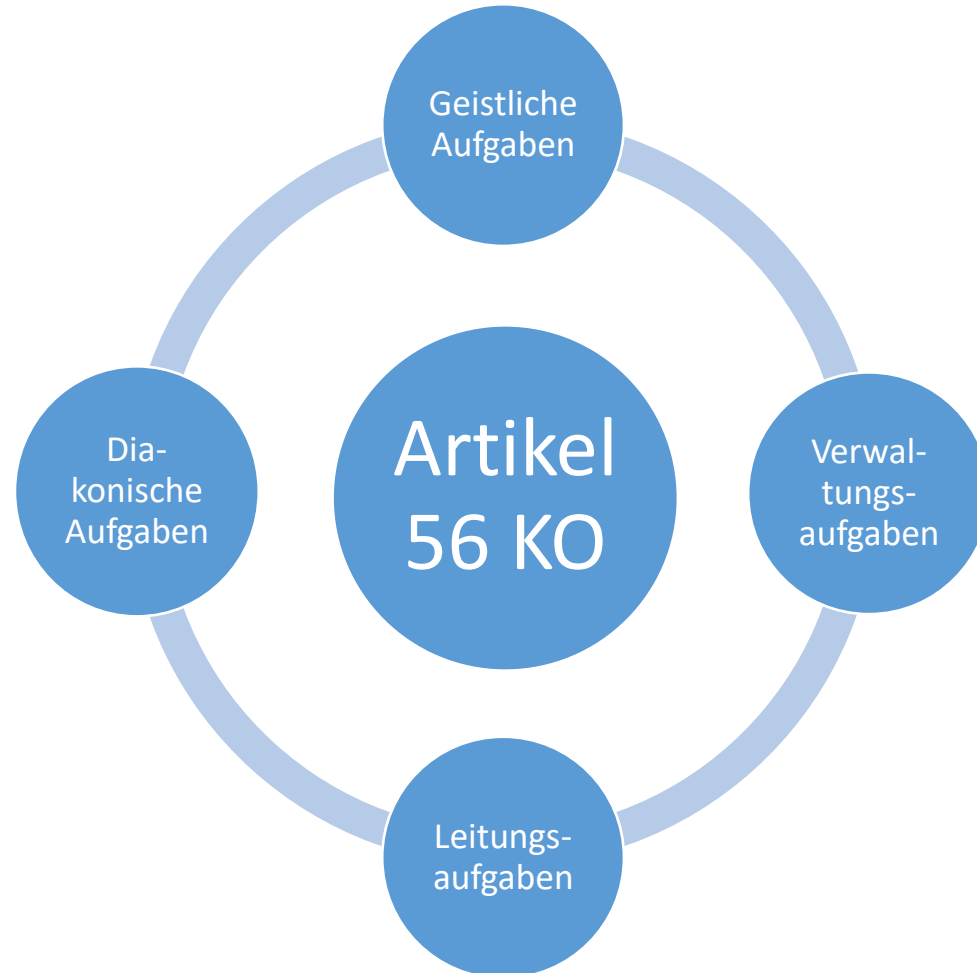 Geistliche
Aufgaben
Dia-
konische
Aufgaben
Artikel
56 KO
Verwal-
tungs-
aufgaben
Leitungs-
aufgaben